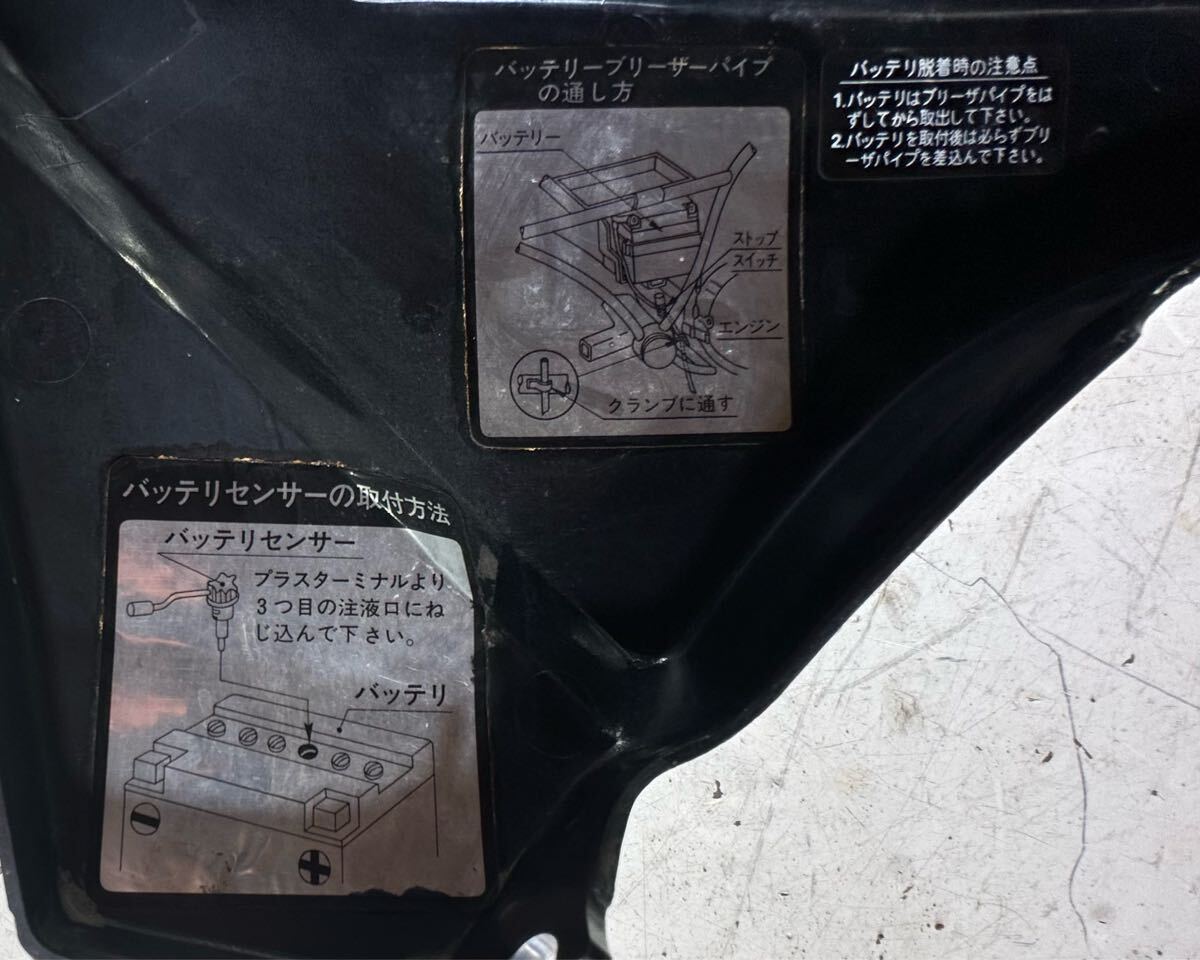 バッテリーブリーザーパイプ
の通し方
バッテリー
ストップ
スイッチ
エンジン
クランプに通す
バッテリ脱着時の注意点
1.バッテリはブリーザパイプをは
ずしてから取出して下さい。
2.バッテリを取付後は必らずブリ
ーザパイプを差込んで下さい。
バッテリセンサーの取付方法
バッテリセンサー
プラスターミナルより
3つ目の注液口にね
じ込んで下さい。
バッテリ